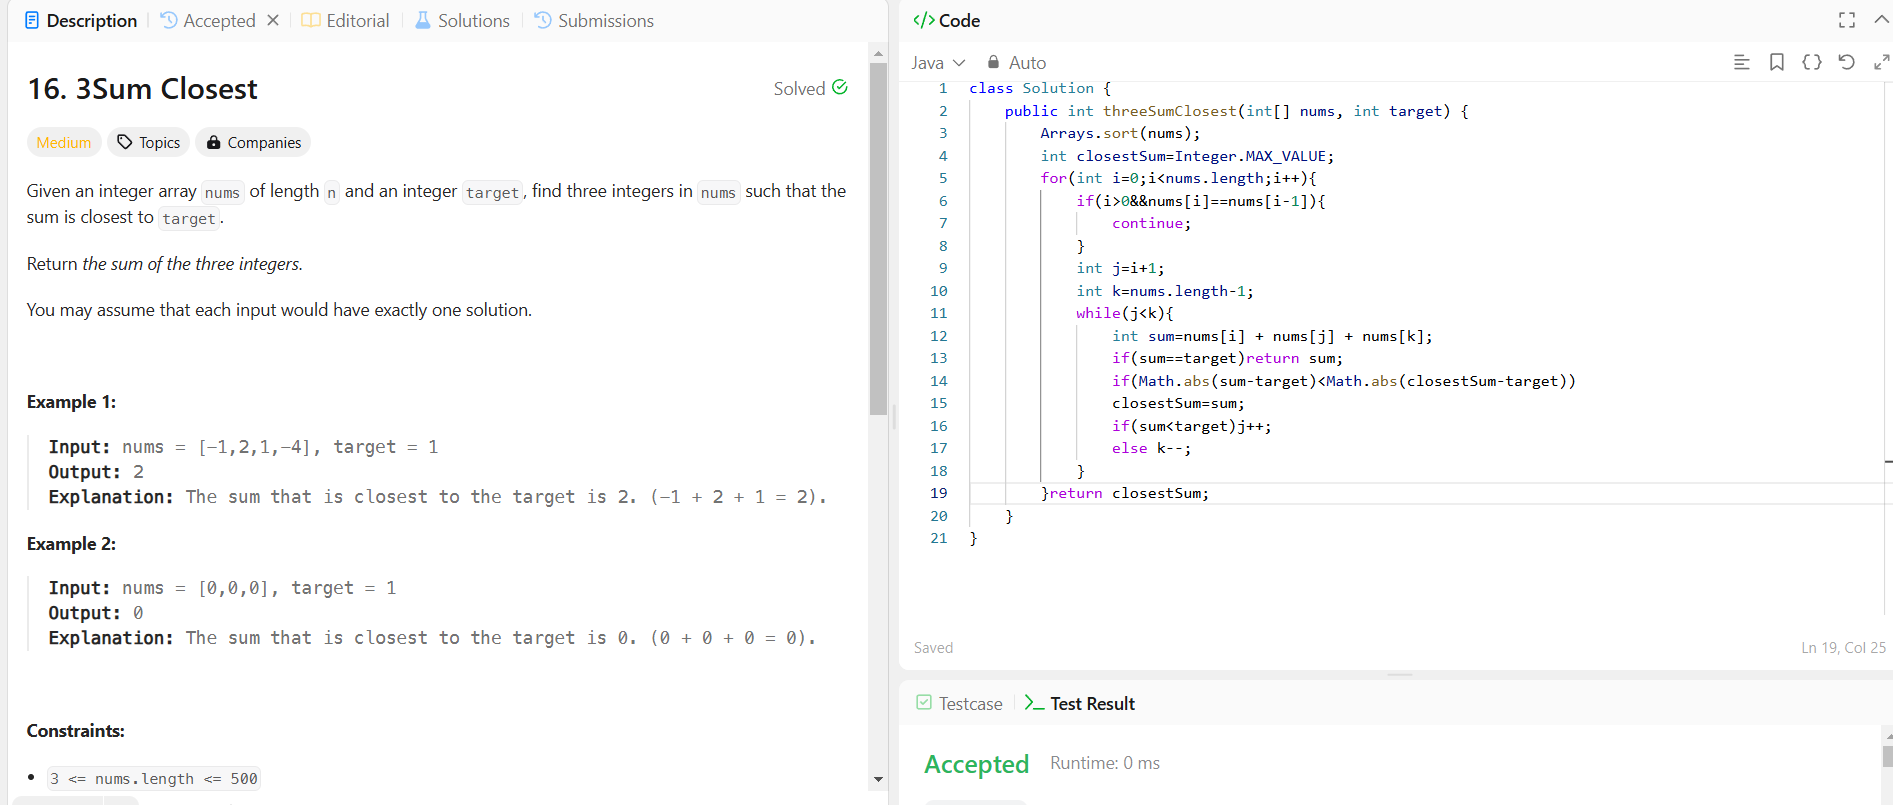 Description Accepted Editorial Solutions Submissions
16. 3Sum Closest
Solved
Medium Topics Companies
Given an integer array nums of length n and an integer target, find three integers in nums such that the
sum is closest to target.
Return the sum of the three integers.
You may assume that each input would have exactly one solution.
Example 1:
Input: nums = [-1,2,1,-4], target = 1
Output: 2
Explanation: The sum that is closest to the target is 2. (-1 + 2 + 1 = 2).
Example 2:
Input: nums = [0,0,0], target = 1
Output: 0
Explanation: The sum that is closest to the target is 0. (0 + 0 + 0 = 0).
Constraints:
• 3 <= nums.length <= 500
</> Code
Java Auto
1 class Solution {
2     public int threeSumClosest(int[] nums, int target) {
3         Arrays.sort(nums);
4         int closestSum=Integer.MAX_VALUE;
5         for(int i=0;i<nums.length;i++){
6             if(i>0&&nums[i]==nums[i-1]){
7                 continue;
8             }
9             int j=i+1;
10             int k=nums.length-1;
11             while(j<k){
12                 int sum=nums[i] + nums[j] + nums[k];
13                 if(sum==target)return sum;
14                 if(Math.abs(sum-target)<Math.abs(closestSum-target))
15                 closestSum=sum;
16                 if(sum<target)j++;
17                 else k--;
18             }
19         }return closestSum;
20     }
21 }
Saved
Ln 19, Col 25
Testcase Test Result
Accepted Runtime: 0 ms